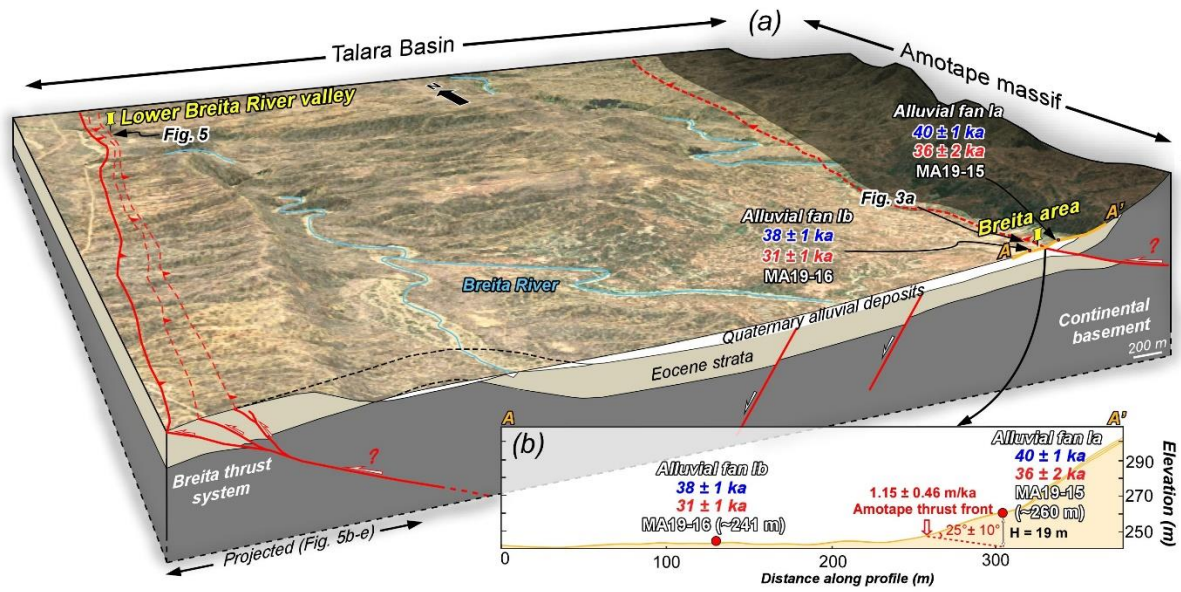 (a)
Talara Basin
Amotape massif
Lower Breita River valley
Fig. 5
N
Alluvial fan Ia
40 ± 1 ka
36 ± 2 ka
MA19-15
Fig. 3a
Breita area
A'
A
Alluvial fan Ib
38 ± 1 ka
31 ± 1 ka
MA19-16
?
Breita River
Quaternary alluvial deposits
Eocene strata
Continental
basement
200 m
?
Breita thrust
system
Projected (Fig. 5b-e)
A
A'
(b)
Alluvial fan Ib
38 ± 1 ka
31 ± 1 ka
MA19-16 (~241 m)
Alluvial fan Ia
40 ± 1 ka
36 ± 2 ka
MA19-15
(~260 m)
1.15 ± 0.46 m/ka
Amotape thrust front
25°± 10°
H = 19 m
290
270
260
250
Elevation (m)
0
100
200
300
Distance along profile (m)